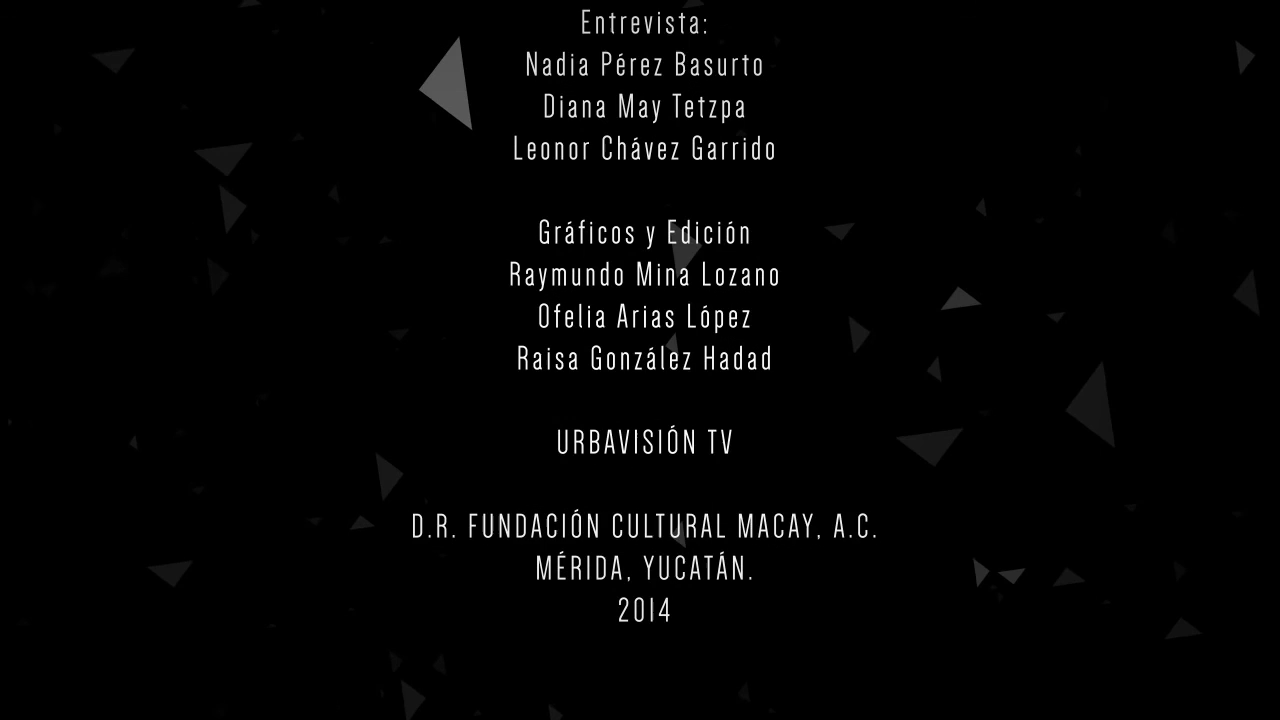 Entrevista:
Nadia Pérez Basurto
Diana May Tetzpa
Leonor Chávez Garrido
Gráficos y Edición
Raymundo Mina Lozano
Ofelia Arias López
Raisa González Hadad
URBAVISIÓN TV
D.R. FUNDACIÓN CULTURAL MACAY, A.C.
MÉRIDA, YUCATÁN.
2014